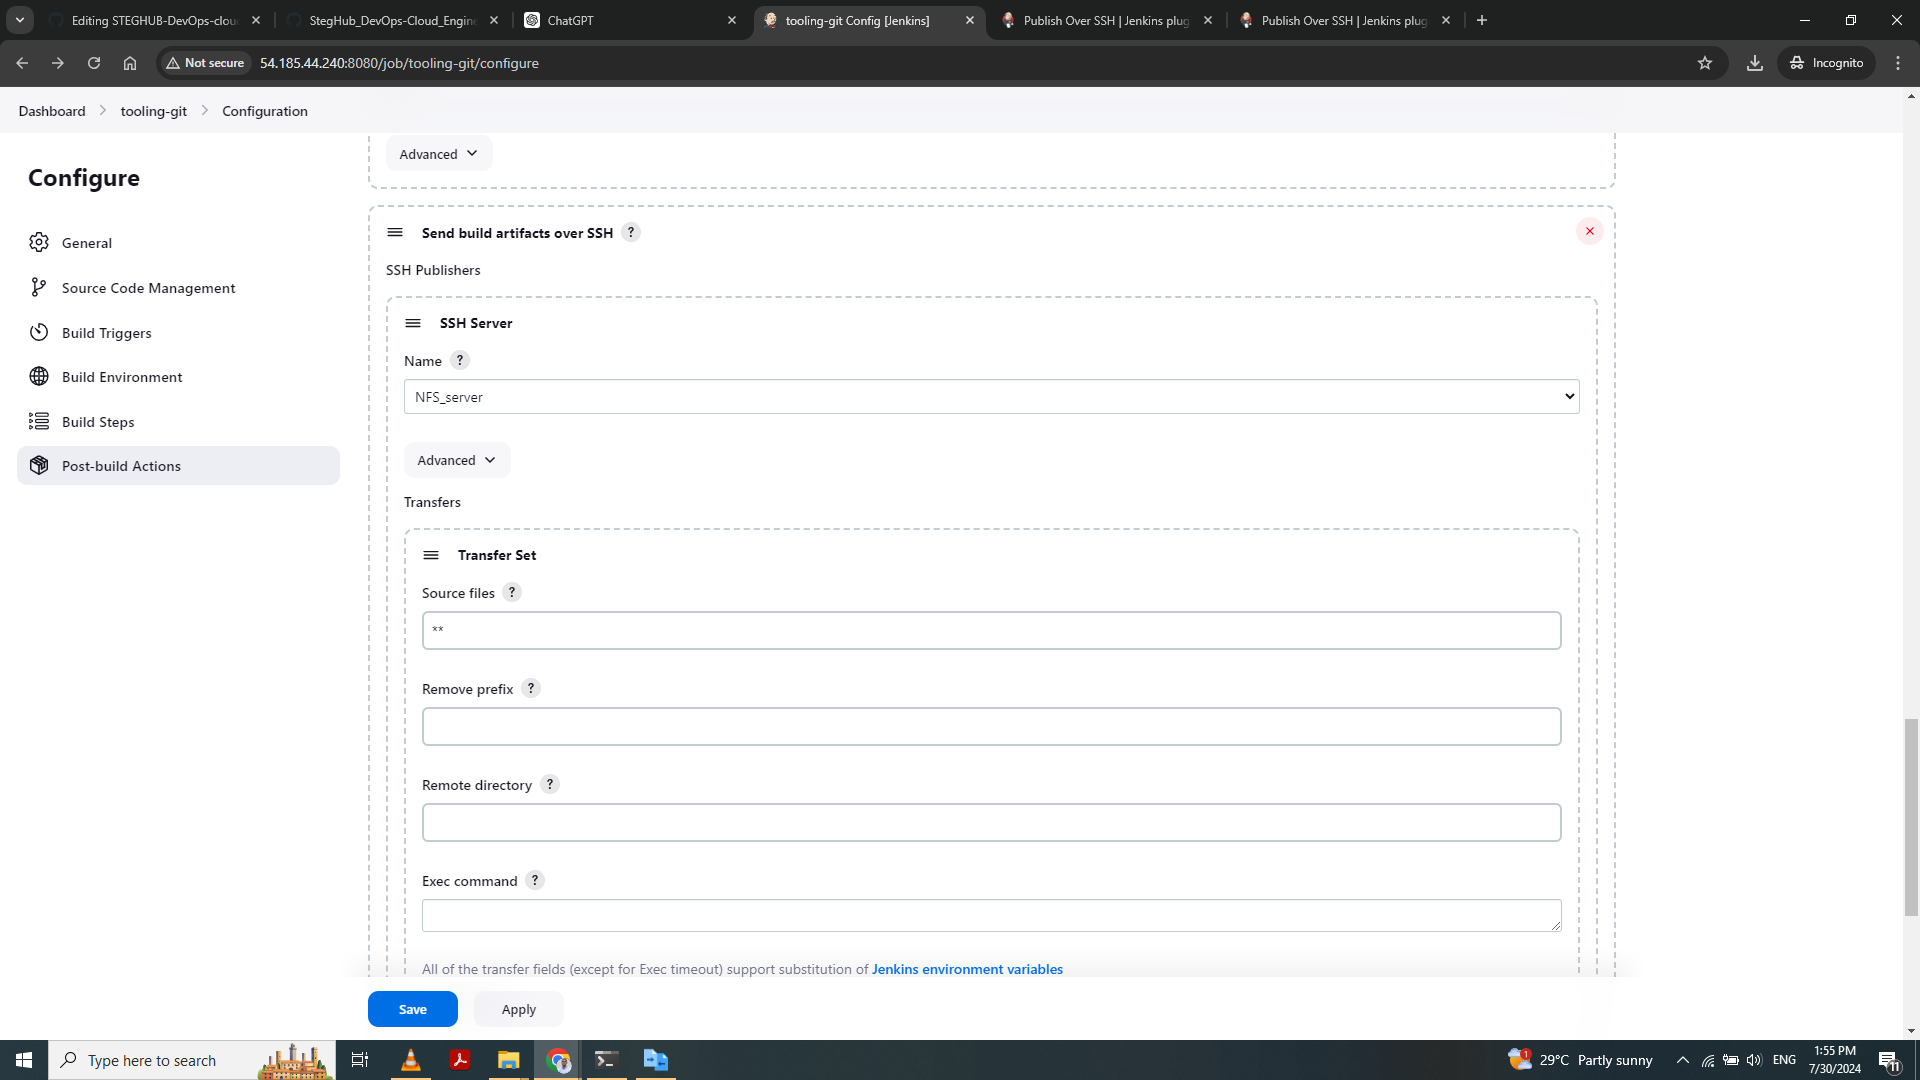 Editing STEGHUB-DevOps-clou
StegHub_DevOps-Cloud_Engine
ChatGPT
tooling-git Config [Jenkins]
Publish Over SSH | Jenkins plug
Publish Over SSH | Jenkins plug
Not secure
54.185.44.240:8080/job/tooling-git/configure
Incognito
Dashboard
tooling-git
Configuration
Configure
General
Source Code Management
Build Triggers
Build Environment
Build Steps
Post-build Actions
Advanced
Send build artifacts over SSH ?
SSH Publishers
SSH Server
Name ?
NFS_server
Advanced
Transfers
Transfer Set
Source files ?
**
Remove prefix ?
Remote directory ?
Exec command ?
All of the transfer fields (except for Exec timeout) support substitution of Jenkins environment variables
Save
Apply
Type here to search
1
29°C Partly sunny
ENG
1:55 PM
7/30/2024
11